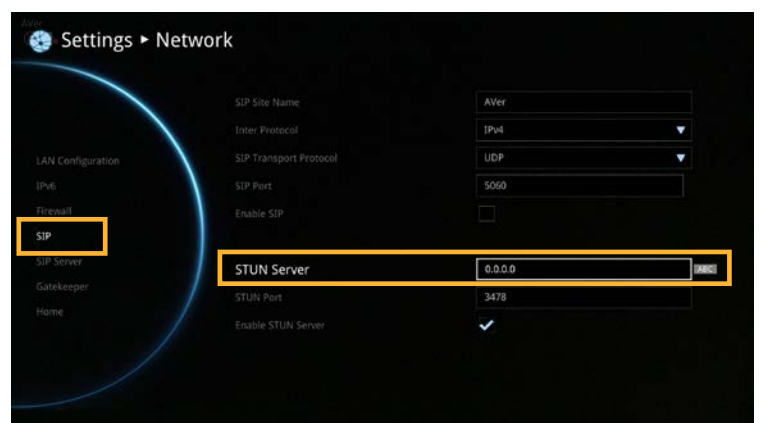 AVer
Settings ▸ Network
SIP Site Name AVer
Inter Protocol IPv4
LAN Configuration SIP Transport Protocol UDP
IPv6 SIP Port 5060
Firewall Enable SIP
SIP
SIP Server STUN Server 0.0.0.0 ABC
Gatekeeper STUN Port 3478
Home Enable STUN Server